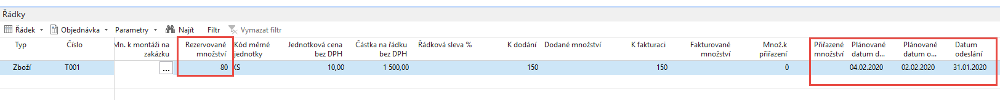 Řádky
Řádek Objednávka Parametry Najít Filtr Vymazat filtr
Typ Číslo Mn. k montáži na zakázku Rezervované množství Kód měrné jednotky Jednotková cena bez DPH Částka na řádku bez DPH Řádková sleva % K dodání Dodané množství K fakturaci Fakturované množství Množ.k přiřazení Přiřazené množství Plánované datum d... Plánované datum o... Datum odeslání
Zboží T001 ... 80 KS 10,00 1 500,00 150 150 0 04.02.2020 02.02.2020 31.01.2020